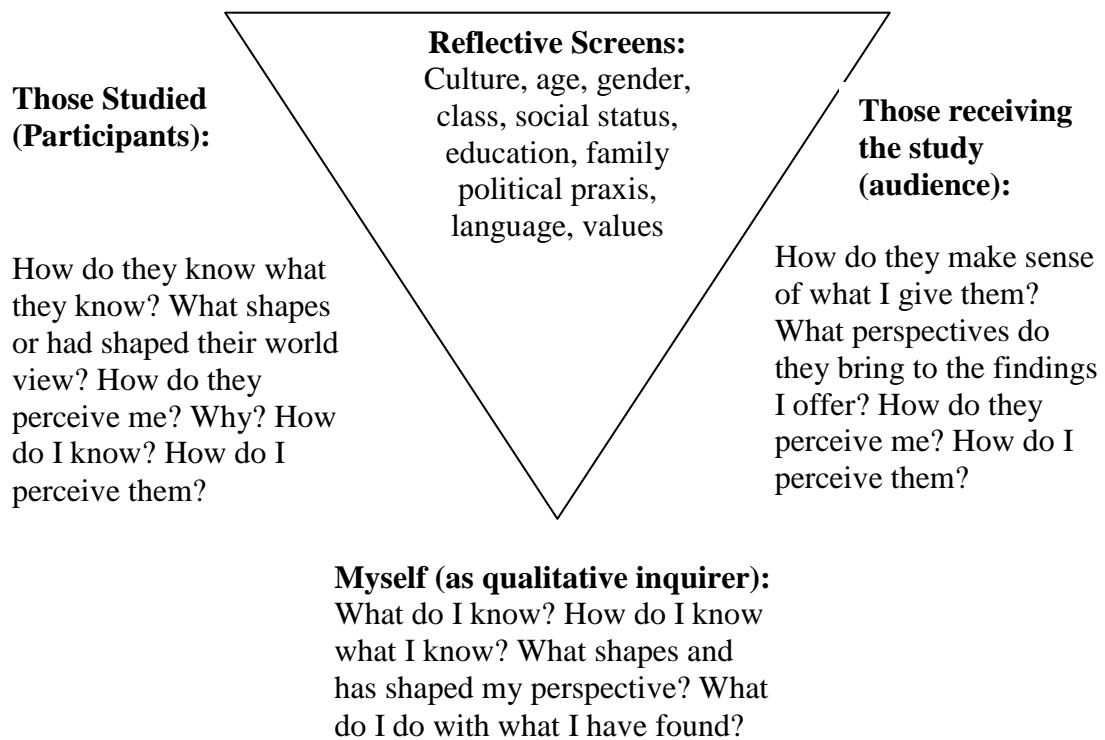 Reflective Screens:
Culture, age, gender,
class, social status,
education, family
political praxis,
language, values
Those Studied
(Participants):
How do they know what
they know? What shapes
or had shaped their world
view? How do they
perceive me? Why? How
do I know? How do I
perceive them?
Those receiving
the study
(audience):
How do they make sense
of what I give them?
What perspectives do
they bring to the findings
I offer? How do they
perceive me? How do I
perceive them?
Myself (as qualitative inquirer):
What do I know? How do I know
what I know? What shapes and
has shaped my perspective? What
do I do with what I have found?